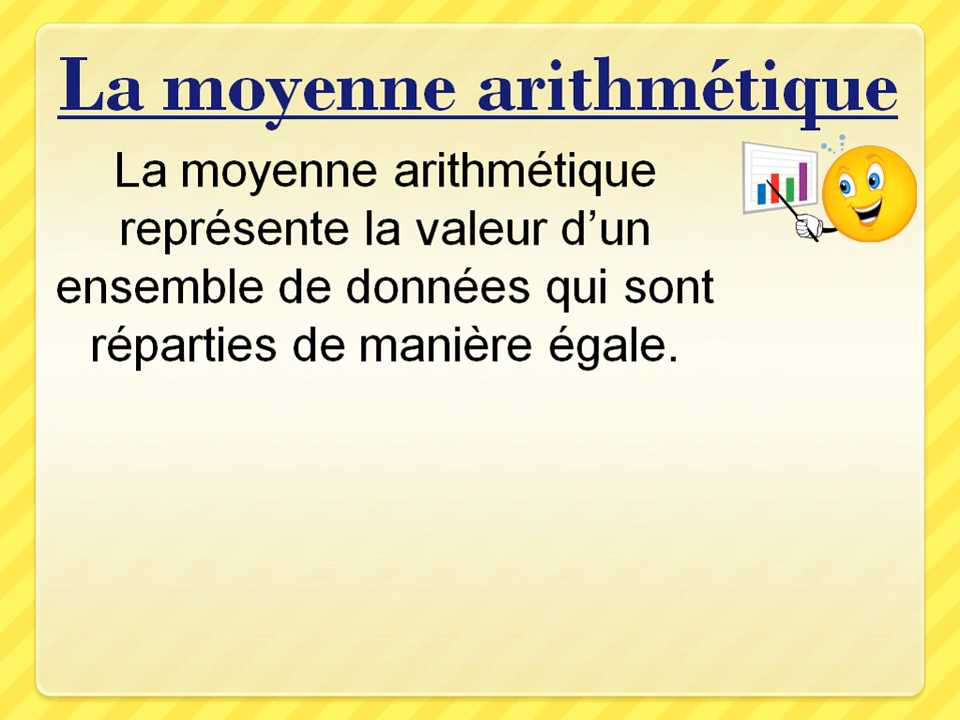 La moyenne arithmétique
La moyenne arithmétique
représente la valeur d’un
ensemble de données qui sont
réparties de manière égale.